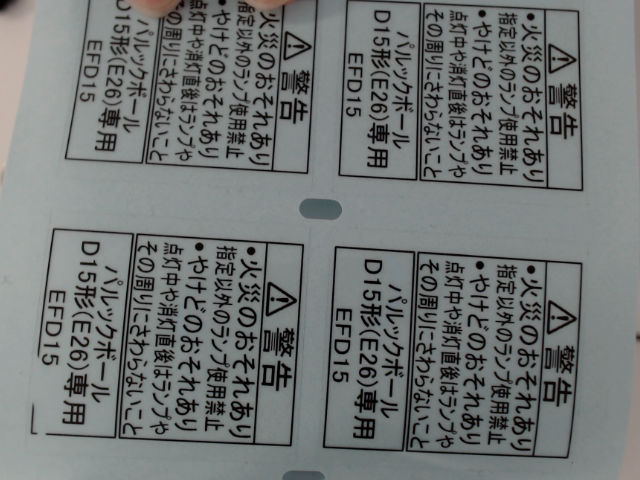 警告
●火災のおそれあり
指定以外のランプ使用禁止
●やけどのおそれあり
点灯中や消灯直後はランプや
その周りにさわらないこと
パルックボール
D15形(E26)専用
EFD15
警告
●火災のおそれあり
指定以外のランプ使用禁止
●やけどのおそれあり
点灯中や消灯直後はランプや
その周りにさわらないこと
パルックボール
D15形(E26)専用
EFD15
警告
●火災のおそれあり
指定以外のランプ使用禁止
●やけどのおそれあり
点灯中や消灯直後はランプや
その周りにさわらないこと
パルックボール
D15形(E26)専用
EFD15
警告
●火災のおそれあり
指定以外のランプ使用禁止
●やけどのおそれあり
点灯中や消灯直後はランプや
その周りにさわらないこと
パルックボール
D15形(E26)専用
EFD15